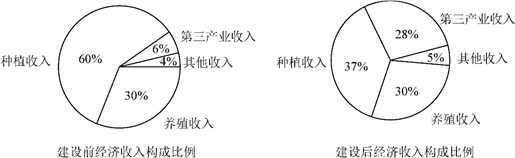 种植收入
60%
第三产业收入
6%
其他收入
4%
30%
养殖收入
建设前经济收入构成比例
种植收入
37%
第三产业收入
28%
其他收入
5%
30%
养殖收入
建设后经济收入构成比例